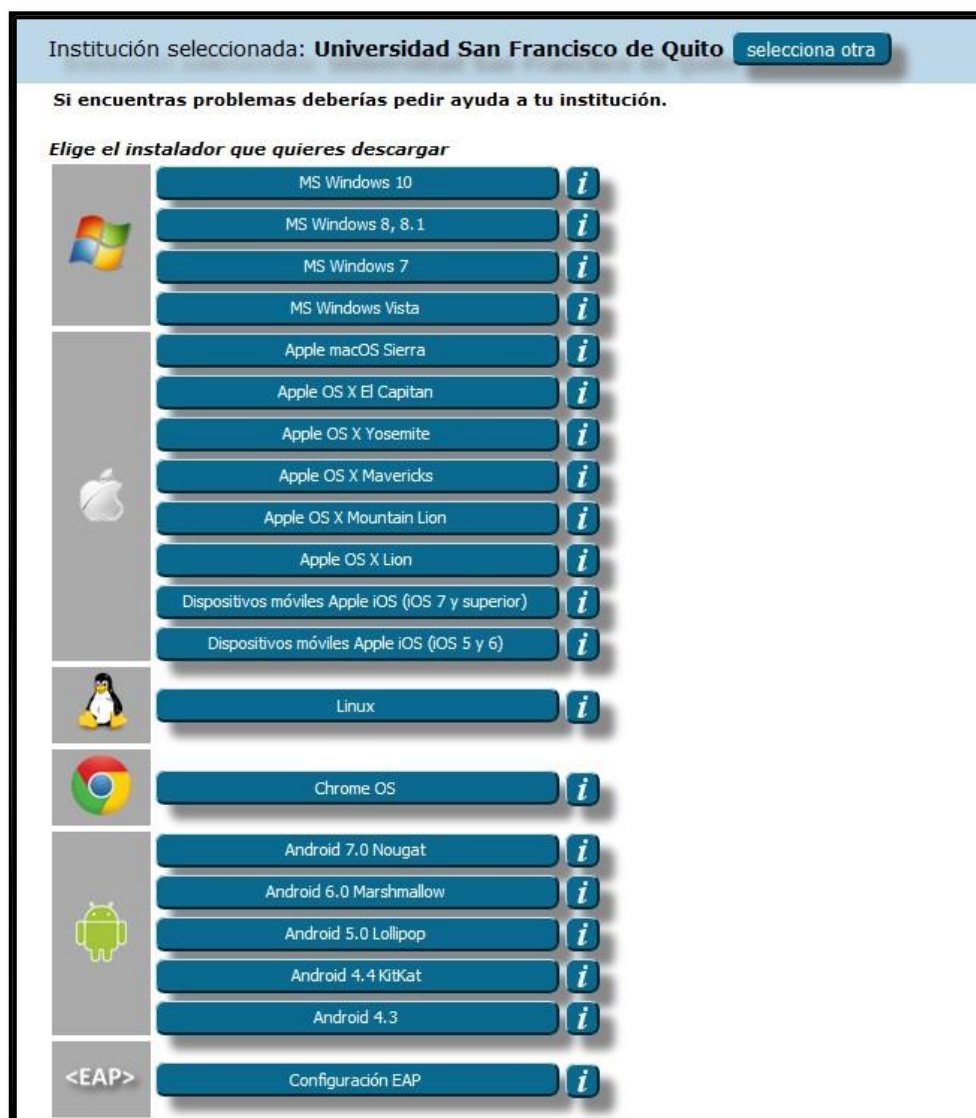 Institución seleccionada: Universidad San Francisco de Quito selecciona otra
Si encuentras problemas deberías pedir ayuda a tu institución.
Elige el instalador que quieres descargar
MS Windows 10 i
MS Windows 8, 8.1 i
MS Windows 7 i
MS Windows Vista i
Apple macOS Sierra i
Apple OS X El Capitan i
Apple OS X Yosemite i
Apple OS X Mavericks i
Apple OS X Mountain Lion i
Apple OS X Lion i
Dispositivos móviles Apple iOS (iOS 7 y superior) i
Dispositivos móviles Apple iOS (iOS 5 y 6) i
Linux i
Chrome OS i
Android 7.0 Nougat i
Android 6.0 Marshmallow i
Android 5.0 Lollipop i
Android 4.4 KitKat i
Android 4.3 i
<EAP> Configuración EAP i